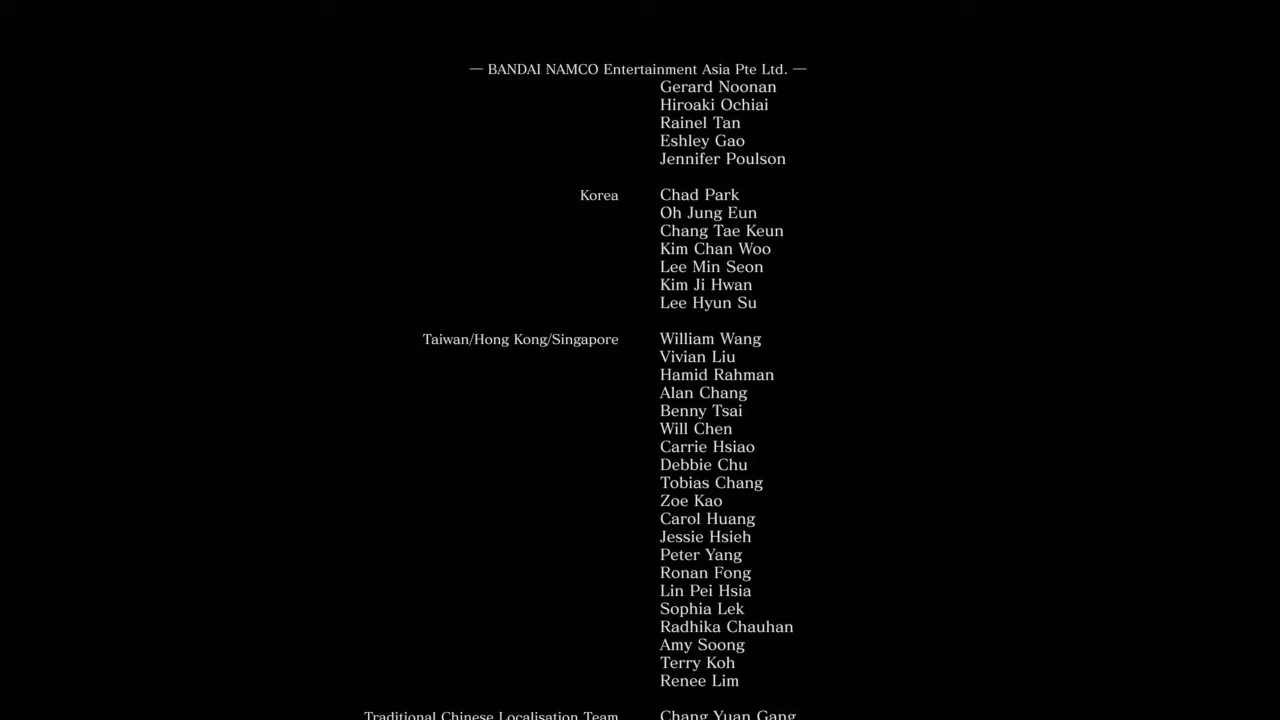 — BANDAI NAMCO Entertainment Asia Pte Ltd. —
Gerard Noonan
Hiroaki Ochiai
Rainel Tan
Eshley Gao
Jennifer Poulson
Korea Chad Park
Oh Jung Eun
Chang Tae Keun
Kim Chan Woo
Lee Min Seon
Kim Ji Hwan
Lee Hyun Su
Taiwan/Hong Kong/Singapore William Wang
Vivian Liu
Hamid Rahman
Alan Chang
Benny Tsai
Will Chen
Carrie Hsiao
Debbie Chu
Tobias Chang
Zoe Kao
Carol Huang
Jessie Hsieh
Peter Yang
Ronan Fong
Lin Pei Hsia
Sophia Lek
Radhika Chauhan
Amy Soong
Terry Koh
Renee Lim
Traditional Chinese Localisation Team Chang Yuan Gang